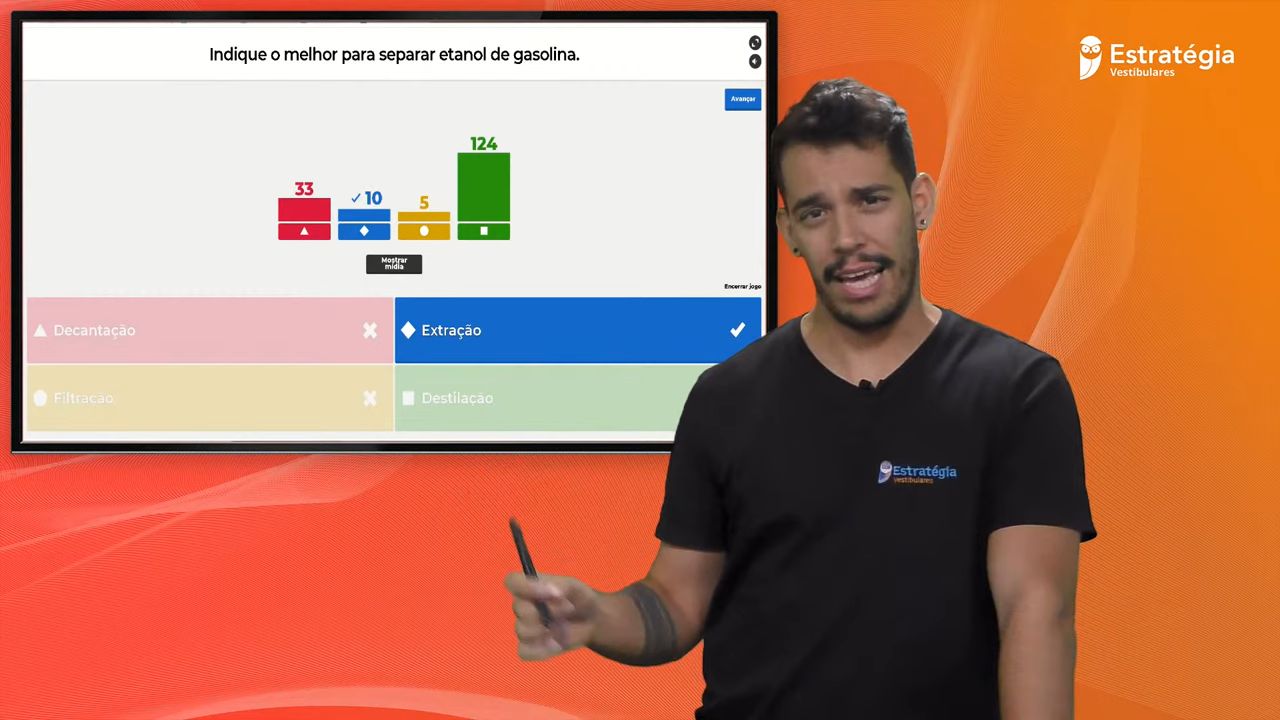 Indique o melhor para separar etanol de gasolina.
Estratégia
Vestibulares
Avançar
124
33
10
5
Mostrar
mídia
Encerrar jogo
Decantação
Extração
Filtração
Destilação
Estratégia
Vestibulares